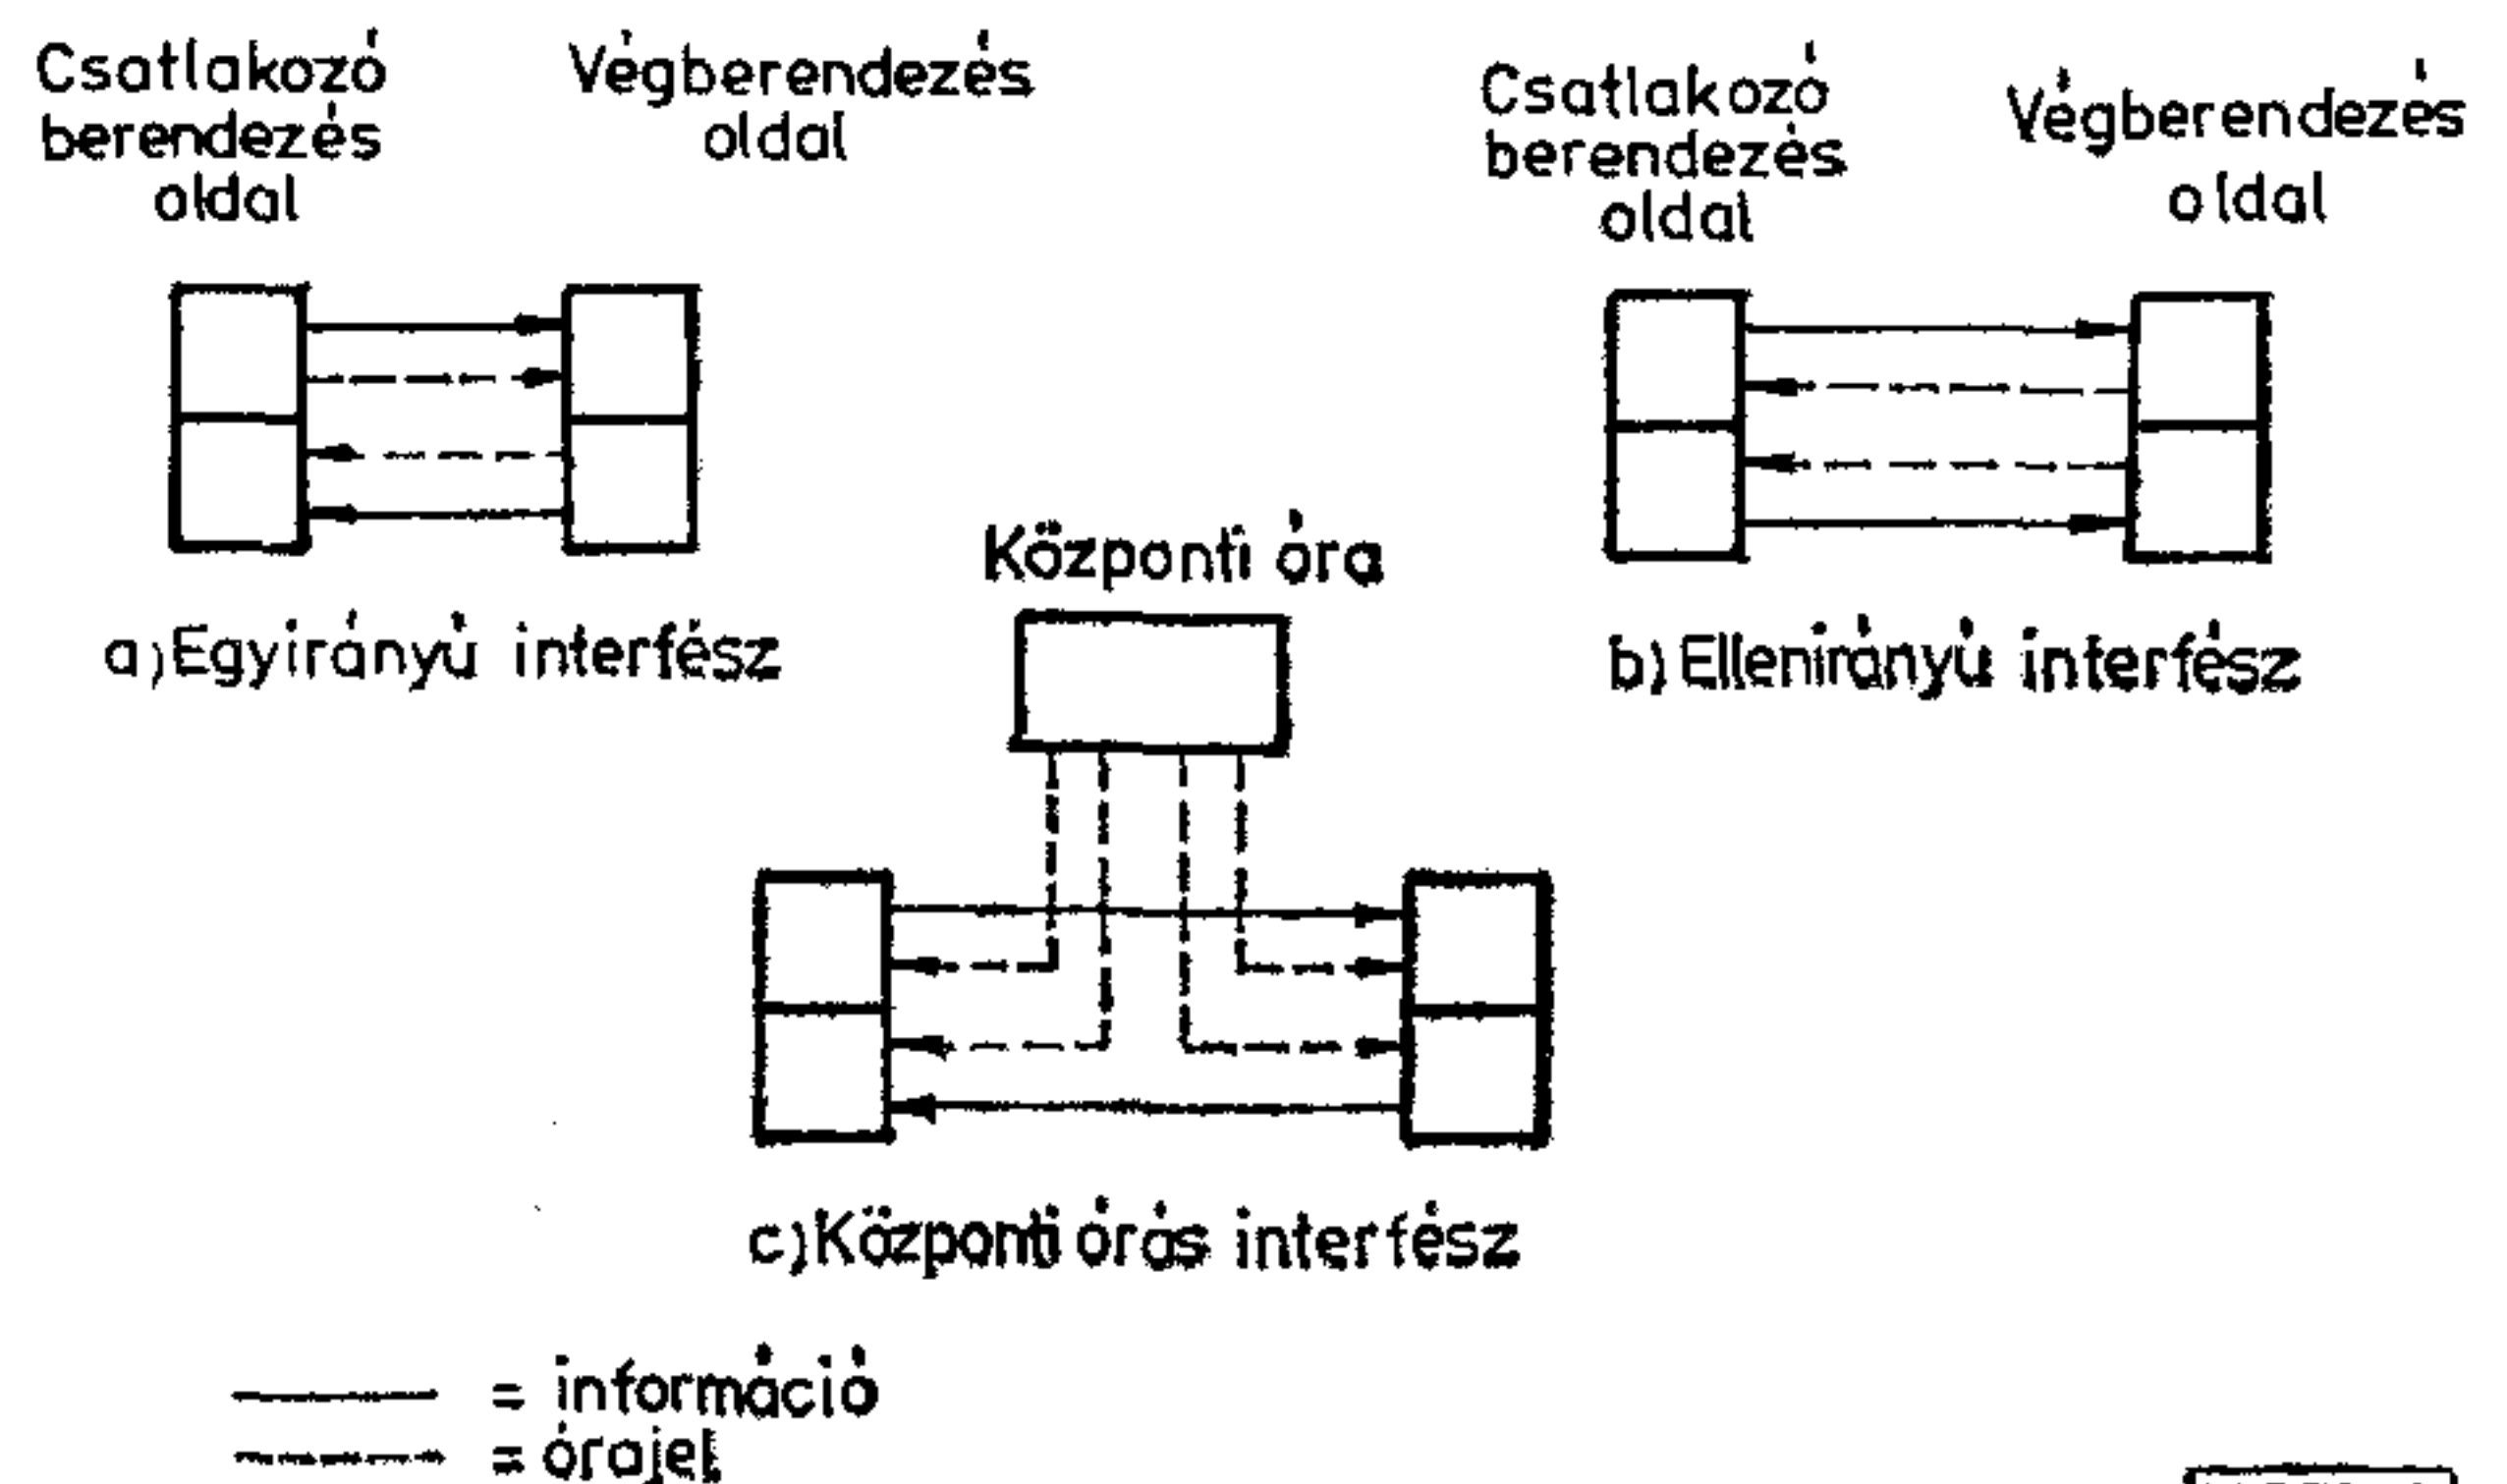 Csatlakozó
berendezés
oldal
Végberendezés
oldal
Csatlakozó
berendezés
oldal
Végberendezés
oldal
a) Egyirányú interfész
Központi óra
b) Ellenirányú interfész
c) Központi órás interfész
= információ
= órajel